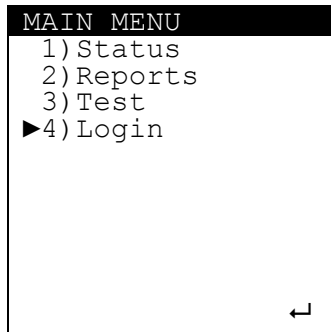 MAIN MENU
1)Status
2)Reports
3)Test
►4)Login
↵